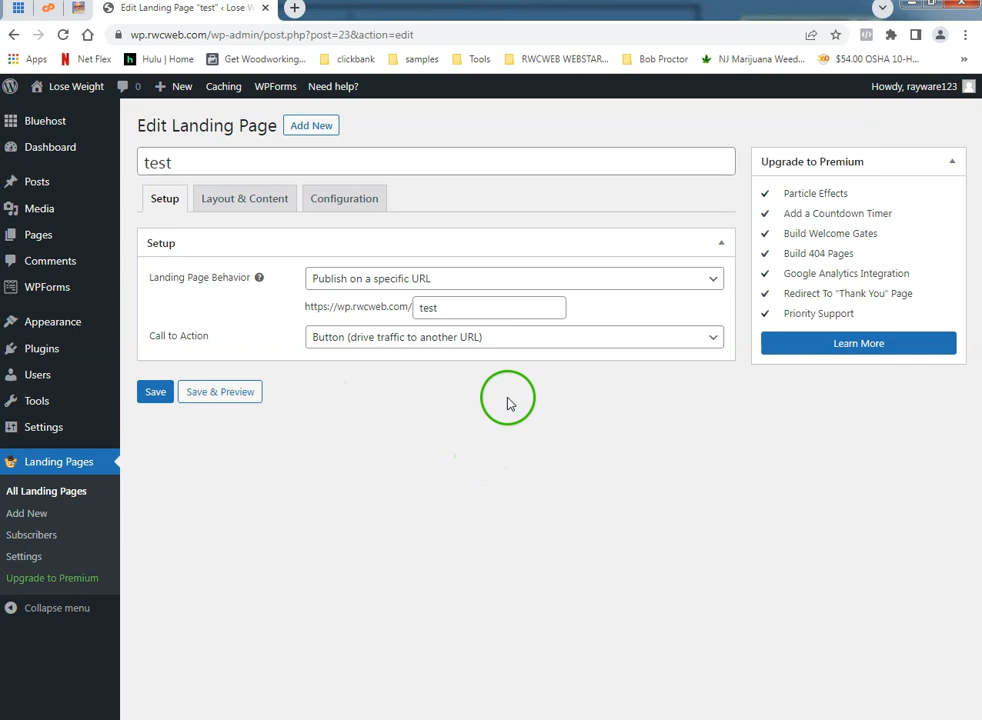 Edit Landing Page "test" ‹ Lose W
wp.rwcweb.com/wp-admin/post.php?post=23&action=edit
Apps Net Flex Hulu | Home Get Woodworking... clickbank samples Tools RWCWEB WEBSTAR... Bob Proctor NJ Marijuana Weed... $54.00 OSHA 10-H... »
Lose Weight 0 New Caching WPForms Need help? Howdy, rayware123
Bluehost
Dashboard
Posts
Media
Pages
Comments
WPForms
Appearance
Plugins
Users
Tools
Settings
Landing Pages
All Landing Pages
Add New
Subscribers
Settings
Upgrade to Premium
Collapse menu
Edit Landing Page Add New
test
Setup Layout & Content Configuration
Setup
Landing Page Behavior ? Publish on a specific URL
https://wp.rwcweb.com/ test
Call to Action Button (drive traffic to another URL)
Save Save & Preview
Upgrade to Premium
Particle Effects
Add a Countdown Timer
Build Welcome Gates
Build 404 Pages
Google Analytics Integration
Redirect To "Thank You" Page
Priority Support
Learn More